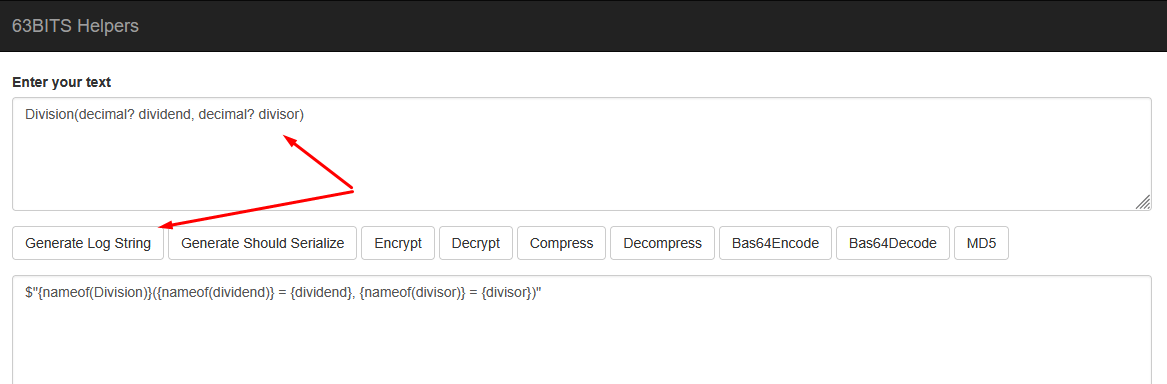 63BITS Helpers
Enter your text
Division(decimal? dividend, decimal? divisor)
Generate Log String Generate Should Serialize Encrypt Decrypt Compress Decompress Bas64Encode Bas64Decode MD5
$"{nameof(Division)}({nameof(dividend)} = {dividend}, {nameof(divisor)} = {divisor})"